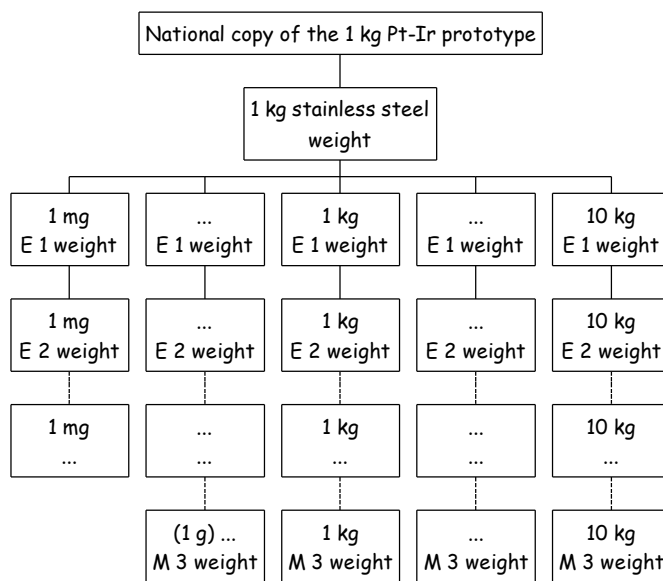 National copy of the 1 kg Pt-Ir prototype
1 kg stainless steel
weight
1 mg
E 1 weight
...
E 1 weight
1 kg
E 1 weight
...
E 1 weight
10 kg
E 1 weight
1 mg
E 2 weight
...
E 2 weight
1 kg
E 2 weight
...
E 2 weight
10 kg
E 2 weight
1 mg
...
...
...
1 kg
...
...
...
10 kg
...
(1 g) ...
M 3 weight
1 kg
M 3 weight
...
M 3 weight
10 kg
M 3 weight